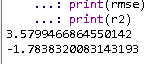 ...: print(rmse)
...: print(r2)
3.5799466864550142
-1.7838320083143193